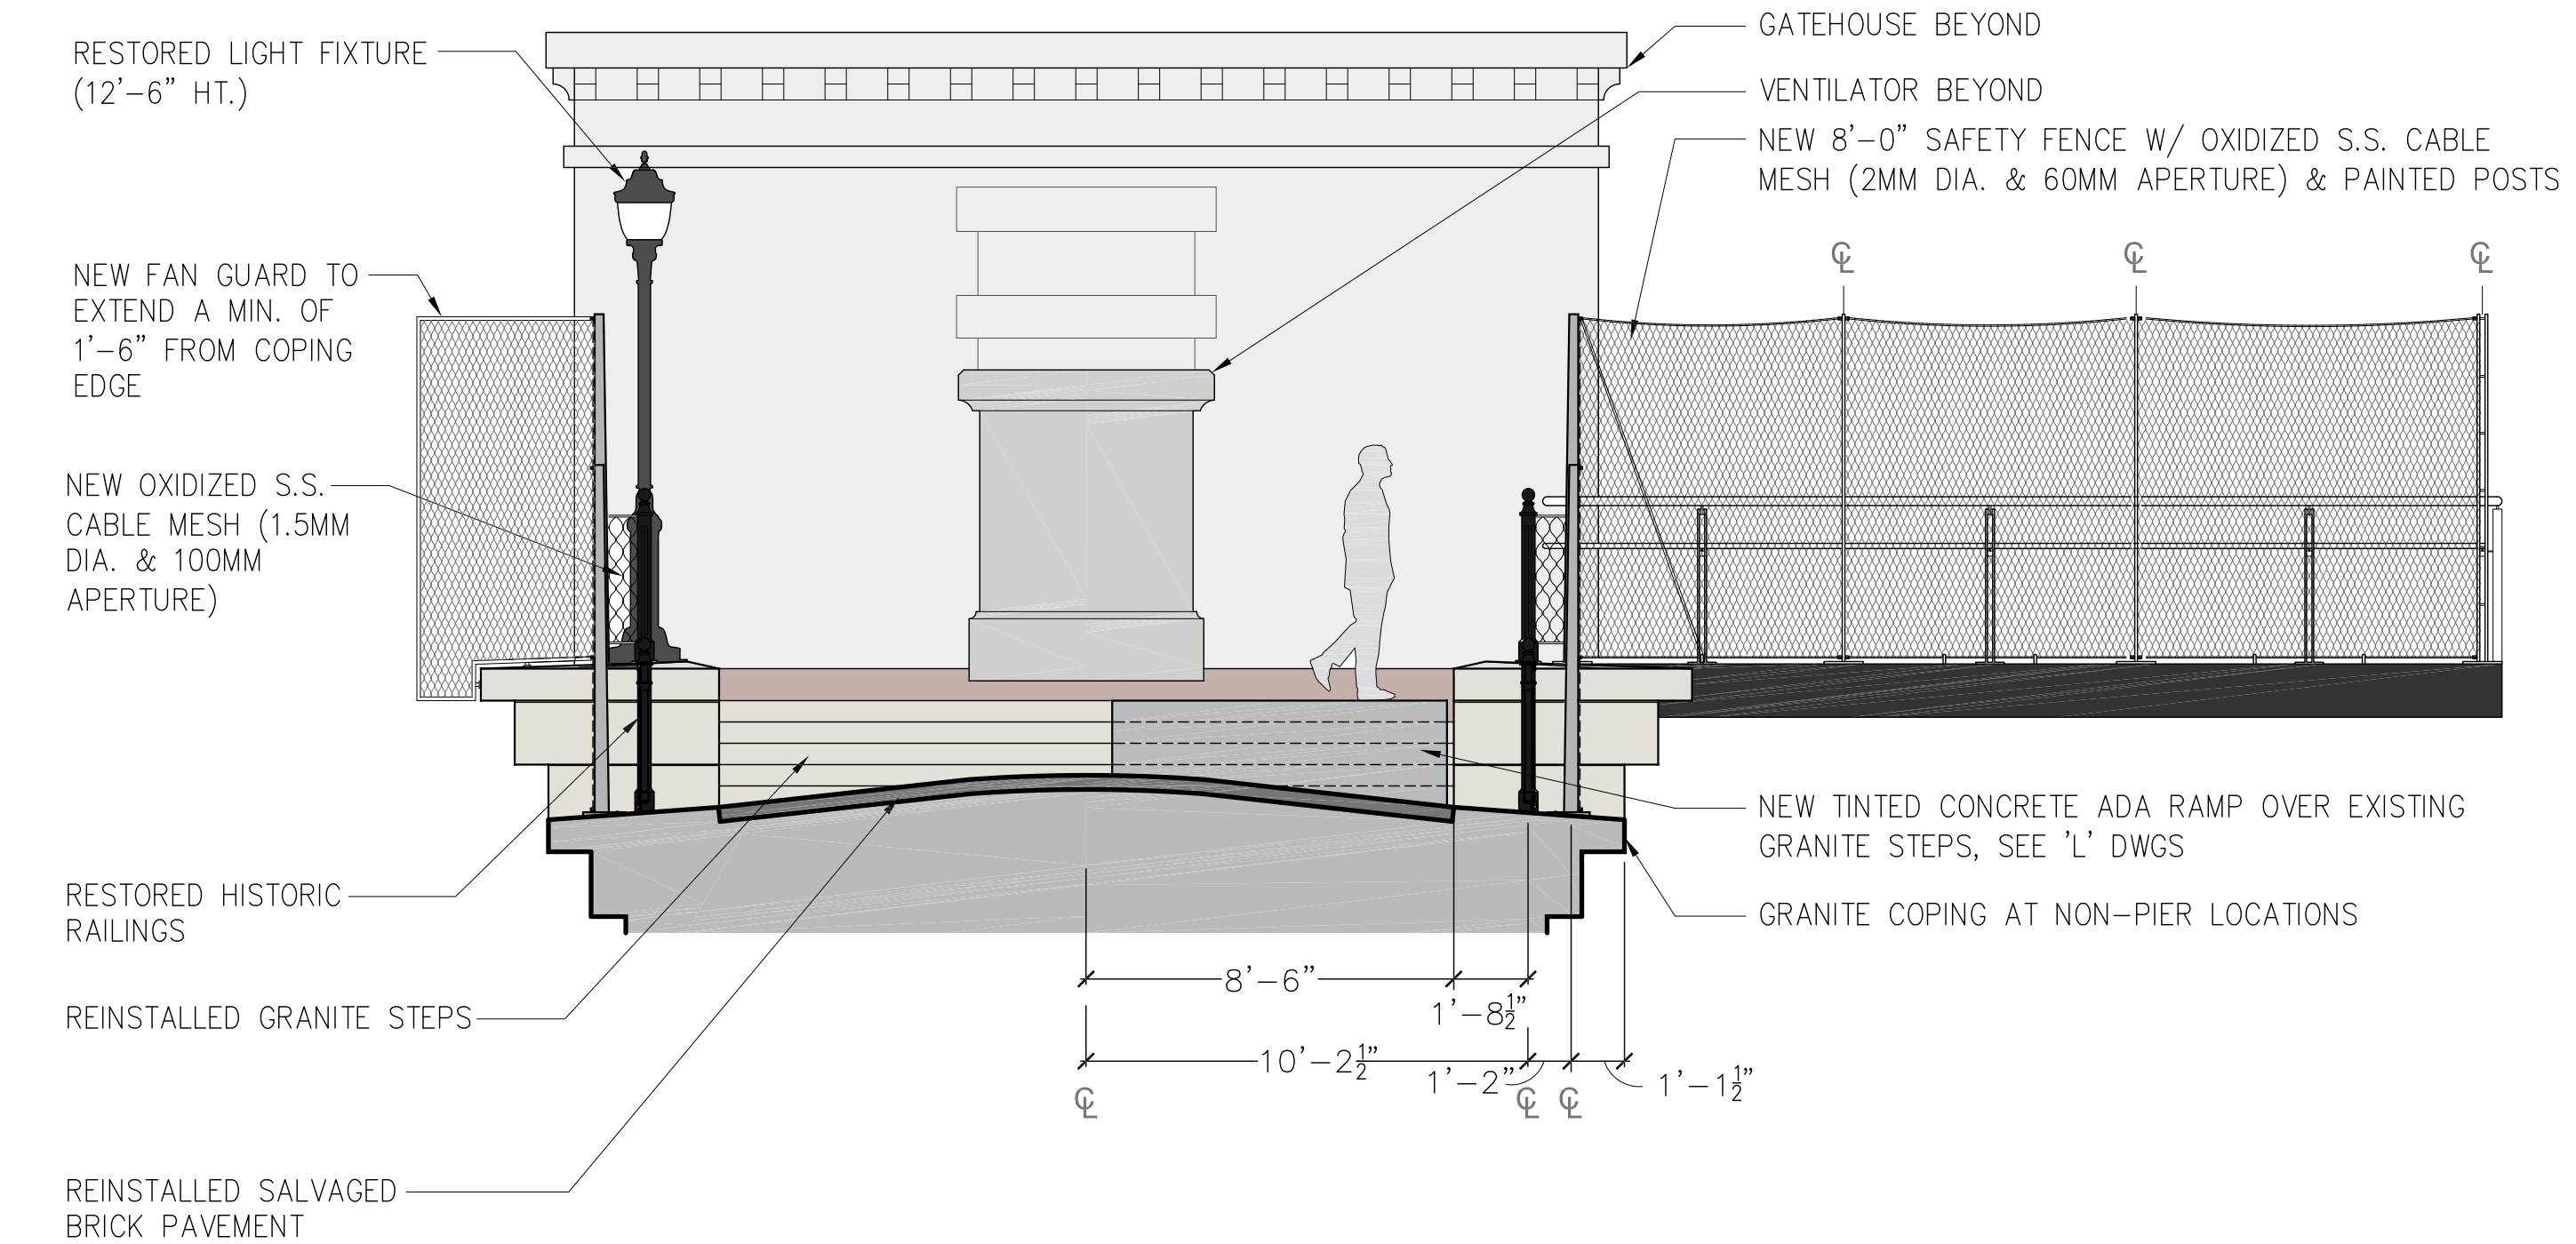 RESTORED LIGHT FIXTURE
(12'-6" HT.)
NEW FAN GUARD TO
EXTEND A MIN. OF
1'-6" FROM COPING
EDGE
NEW OXIDIZED S.S.
CABLE MESH (1.5MM
DIA. & 100MM
APERTURE)
RESTORED HISTORIC
RAILINGS
REINSTALLED GRANITE STEPS
REINSTALLED SALVAGED
BRICK PAVEMENT
GATEHOUSE BEYOND
VENTILATOR BEYOND
NEW 8'-0" SAFETY FENCE W/ OXIDIZED S.S. CABLE
MESH (2MM DIA. & 60MM APERTURE) & PAINTED POSTS
℄ ℄ ℄
NEW TINTED CONCRETE ADA RAMP OVER EXISTING
GRANITE STEPS, SEE 'L' DWGS
GRANITE COPING AT NON-PIER LOCATIONS
8'-6"
1'-8½"
10'-2½"
1'-2"
1'-1½"
℄ ℄ ℄